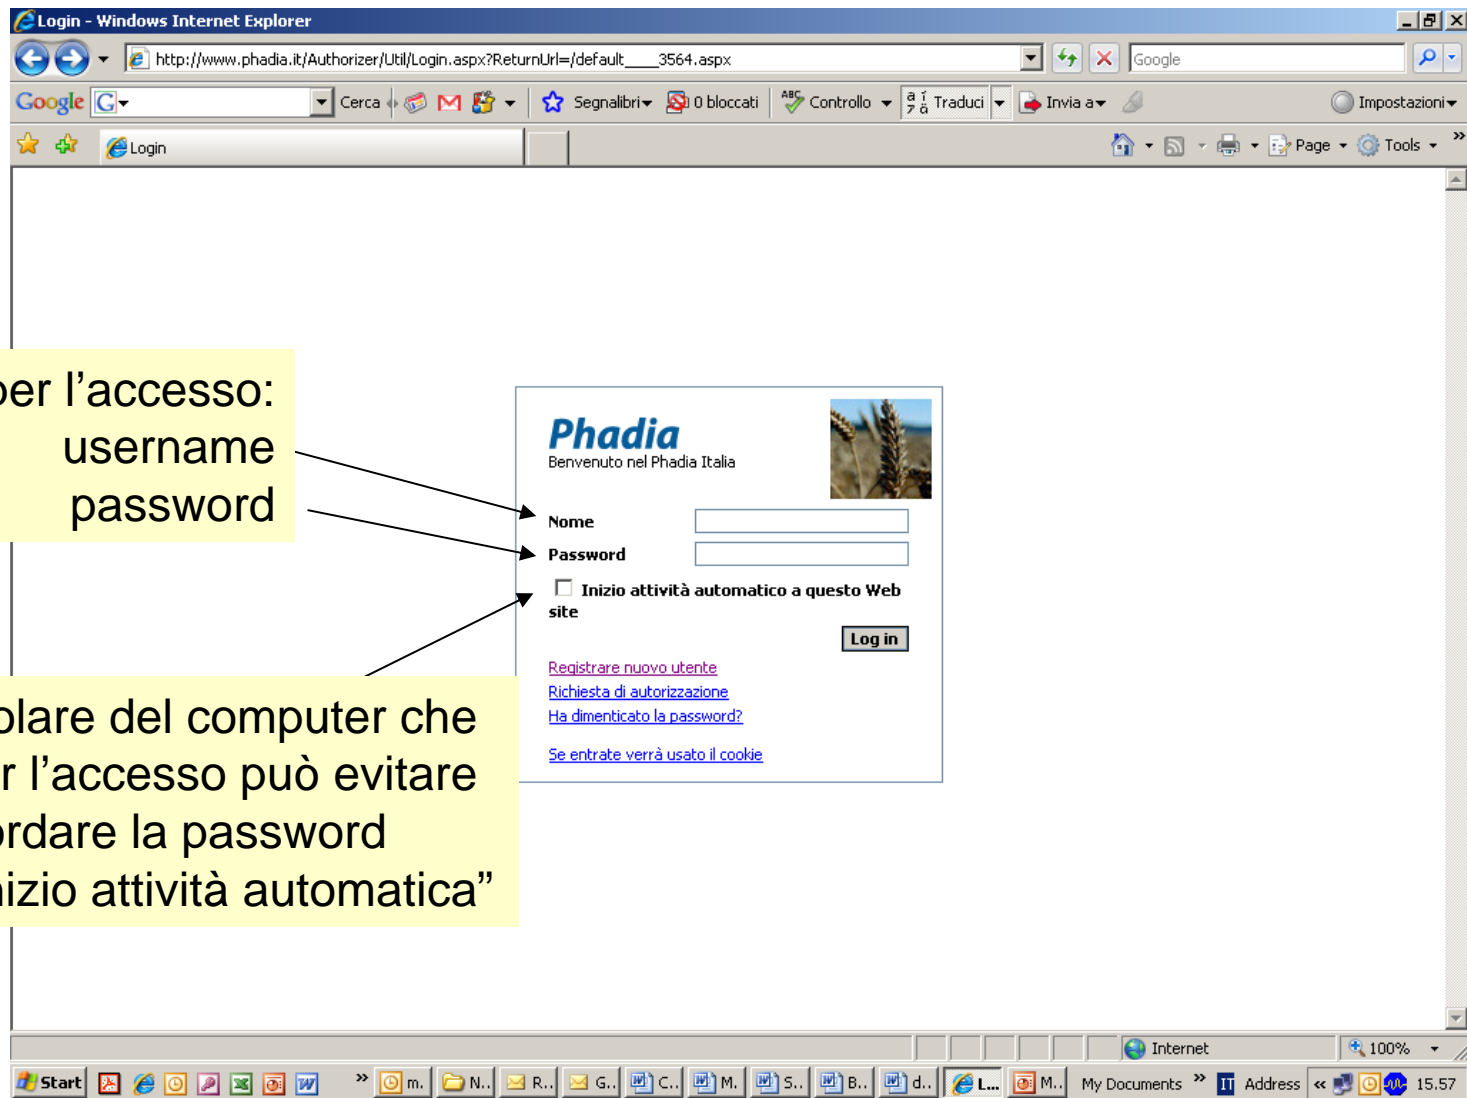 Login - Windows Internet Explorer
http://www.phadia.it/Authorizer/Util/Login.aspx?ReturnUrl=/default____3564.aspx
Google
Google G Cerca Segnalibri 0 bloccati ABC Controllo Traduci Invia a Impostazioni
Login Page Tools »
per l’accesso:
username
password
Phadia
Benvenuto nel Phadia Italia
Nome
Password
Inizio attività automatico a questo Web
site
Log in
Registrare nuovo utente
Richiesta di autorizzazione
Ha dimenticato la password?
Se entrate verrà usato il cookie
olare del computer che
r l’accesso può evitare
ordare la password
nizio attività automatica”
Internet 100%
Start » m. N.. R.. G.. C.. M. S.. B.. d.. L... M.. My Documents » IT Address « 15.57